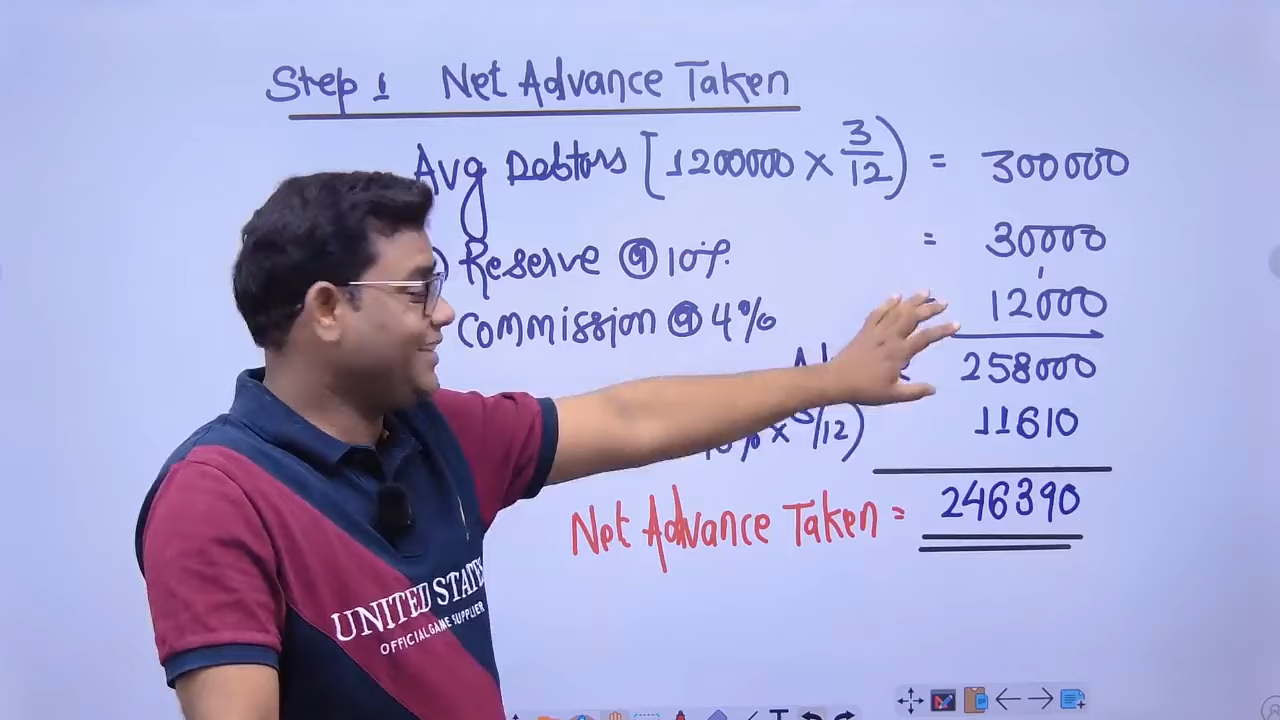 Step 1 Net Advance Taken
Avg Debtors [1200000 × 3/12) = 300000
Reserve @ 10% = 30000
Commission @ 4% 12000
258000
× /12) 11610
Net Advance Taken = 246390
UNITED STATES
OFFICIAL GAME SUPPLIER